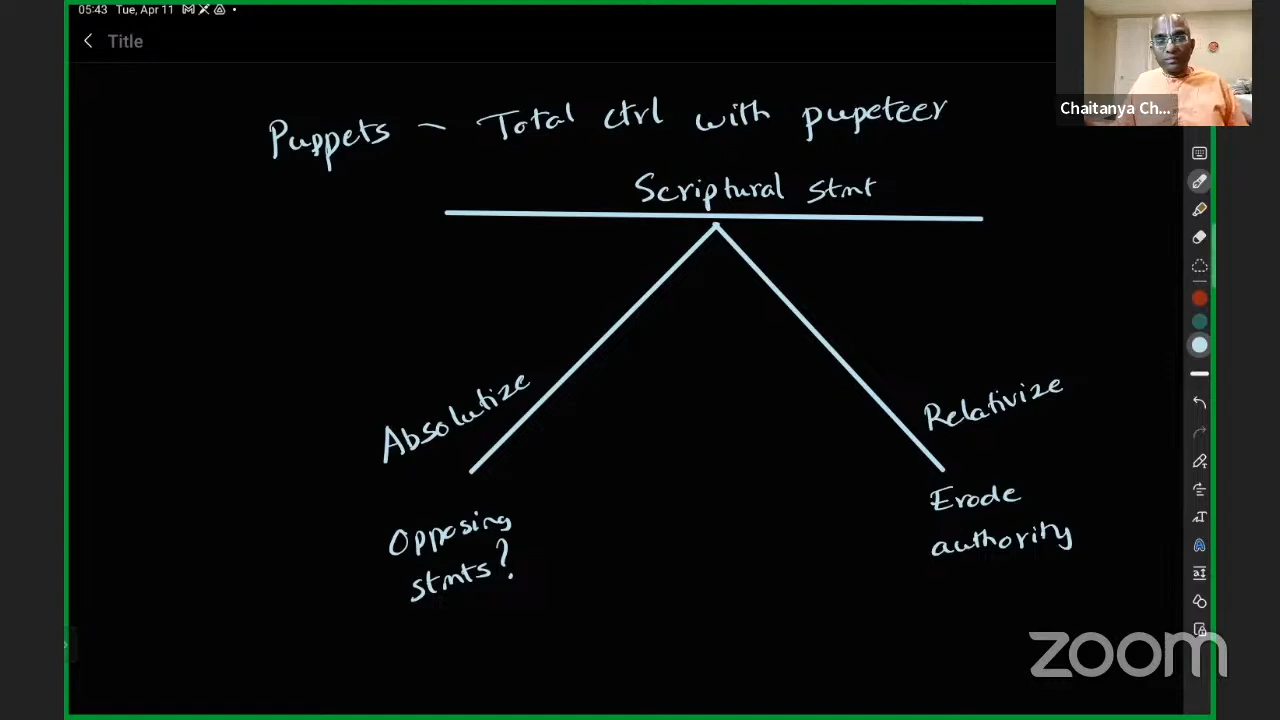 05:43 Tue, Apr 11
Title
Chaitanya Ch...
Puppets - Total ctrl with pupeteer
Scriptural stmt
Absolutize
Relativize
Opposing
stmts?
Erode
authority
zoom